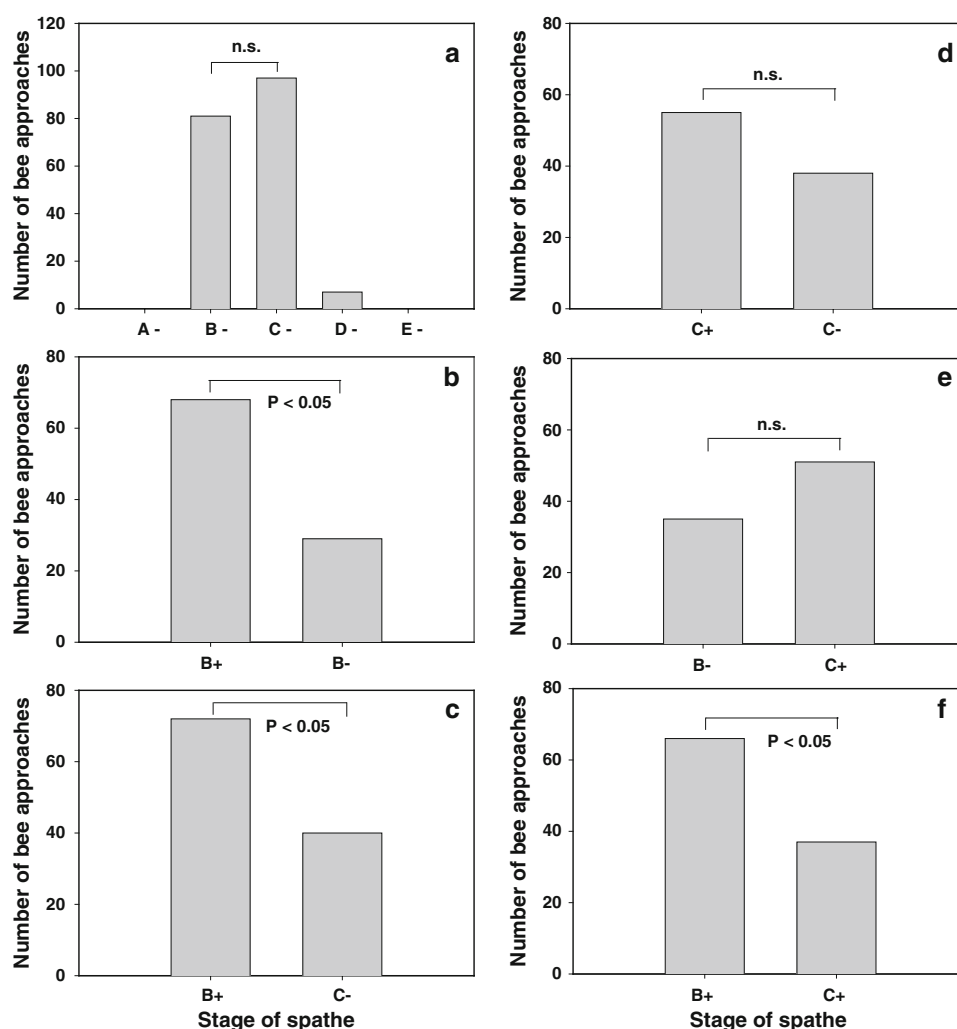 a
n.s.
Number of bee approaches
120
100
80
60
40
20
0
A - B - C - D - E -
b
P < 0.05
Number of bee approaches
80
60
40
20
0
B+ B-
c
P < 0.05
Number of bee approaches
80
60
40
20
0
B+ C-
Stage of spathe
d
n.s.
Number of bee approaches
80
60
40
20
0
C+ C-
e
n.s.
Number of bee approaches
80
60
40
20
0
B- C+
f
P < 0.05
Number of bee approaches
80
60
40
20
0
B+ C+
Stage of spathe